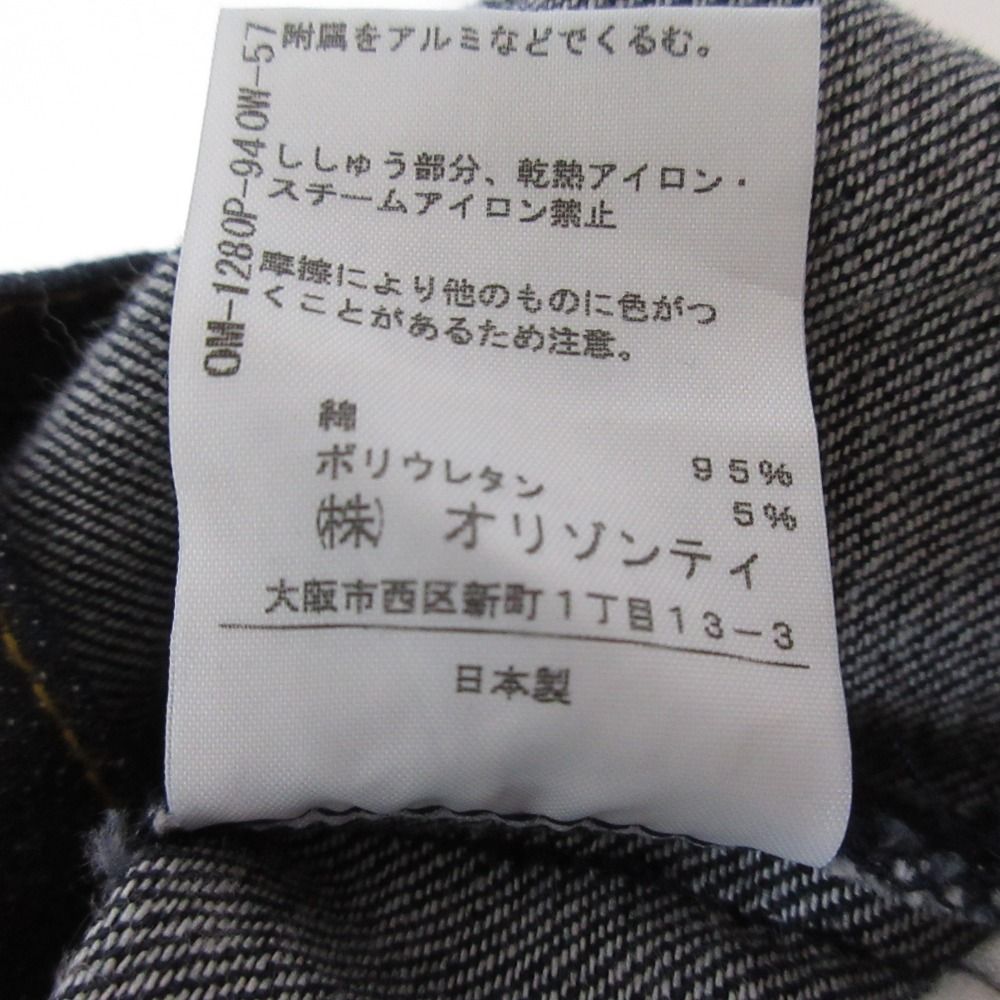 附属をアルミなどでくるむ。
ししゅう部分、乾熱アイロン・
スチームアイロン禁止
摩擦により他のものに色がつ
くことがあるため注意。
綿 95%
ポリウレタン 5%
㈱ オリゾンティ
大阪市西区新町1丁目13-3
日本製
OM-1280P-94OW-57